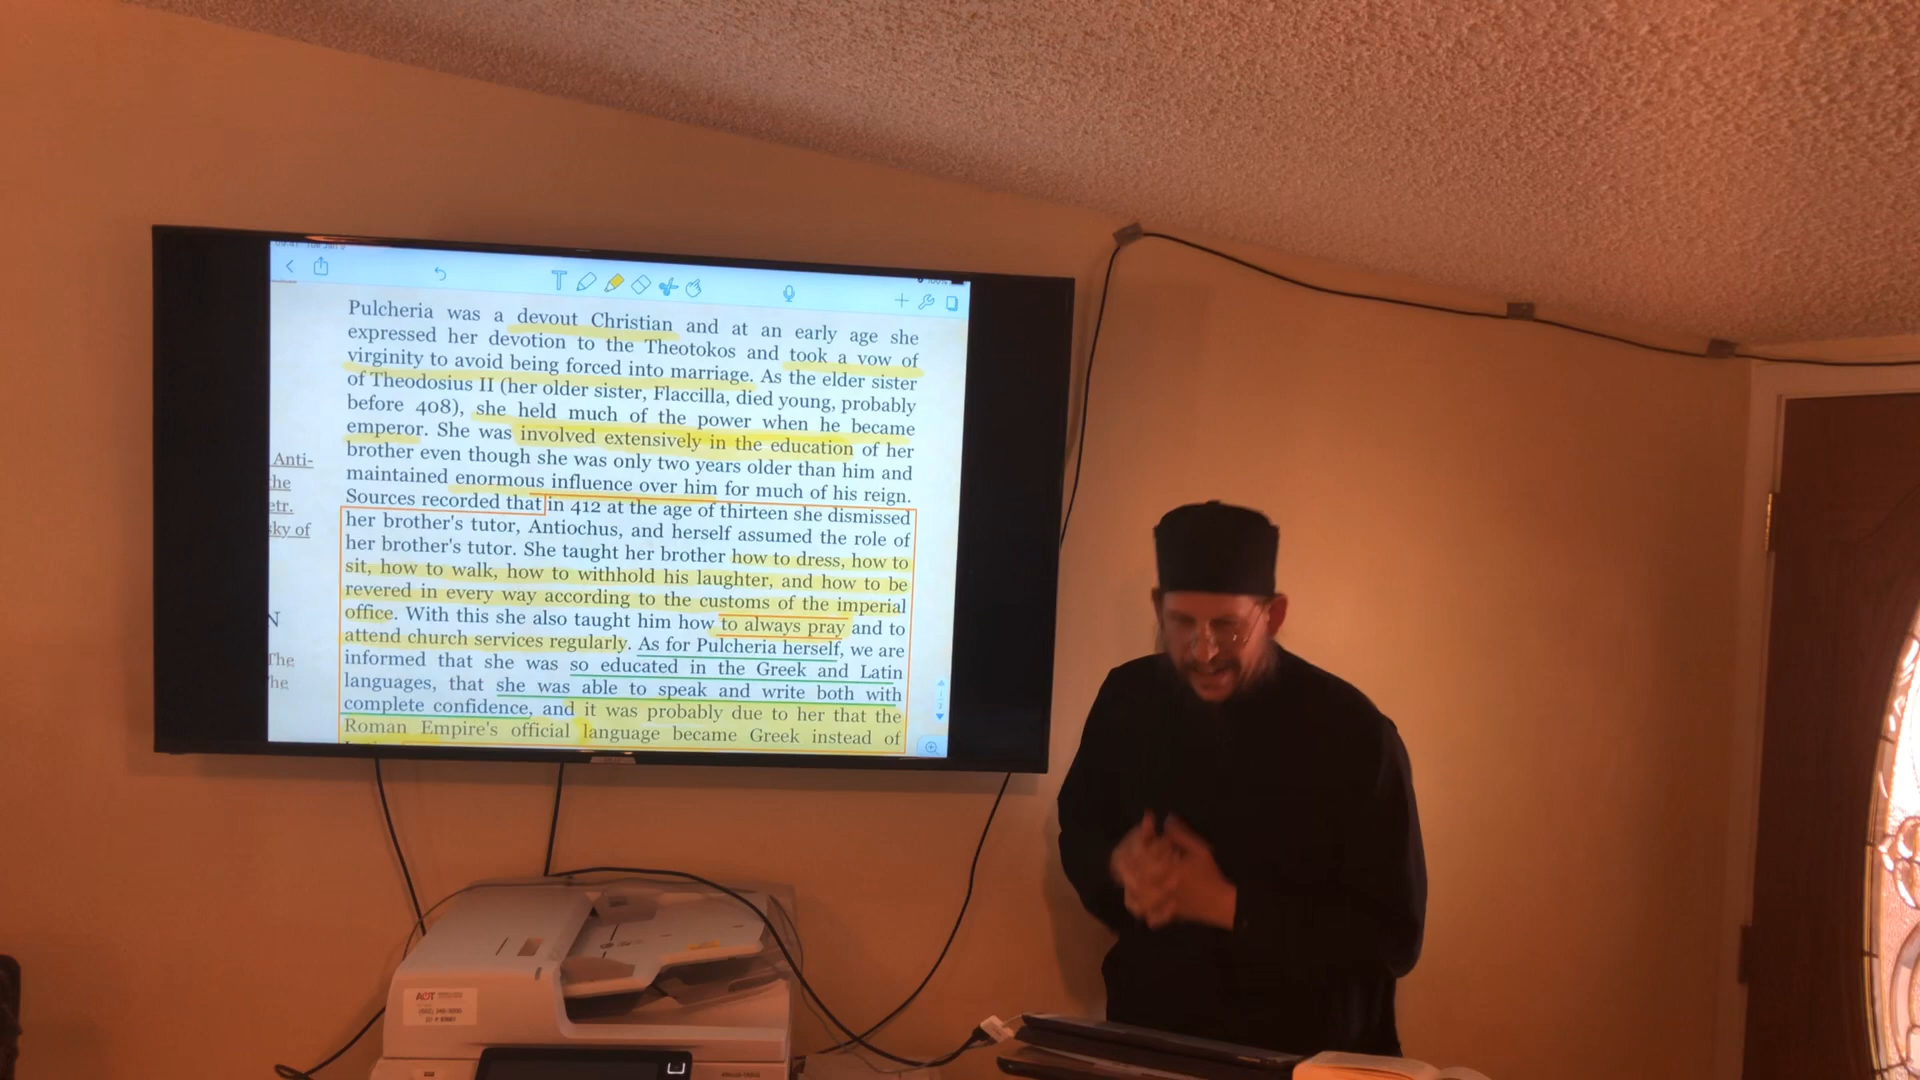 Pulcheria was a devout Christian and at an early age she
expressed her devotion to the Theotokos and took a vow of
virginity to avoid being forced into marriage. As the elder sister
of Theodosius II (her older sister, Flaccilla, died young, probably
before 408), she held much of the power when he became
emperor. She was involved extensively in the education of her
brother even though she was only two years older than him and
maintained enormous influence over him for much of his reign.
Sources recorded that in 412 at the age of thirteen she dismissed
her brother's tutor, Antiochus, and herself assumed the role of
her brother's tutor. She taught her brother how to dress, how to
sit, how to walk, how to withhold his laughter, and how to be
revered in every way according to the customs of the imperial
office. With this she also taught him how to always pray and to
attend church services regularly. As for Pulcheria herself, we are
informed that she was so educated in the Greek and Latin
languages, that she was able to speak and write both with
complete confidence, and it was probably due to her that the
Roman Empire's official language became Greek instead of
Anti-
he
etr.
sky of
N
The
he
AOT